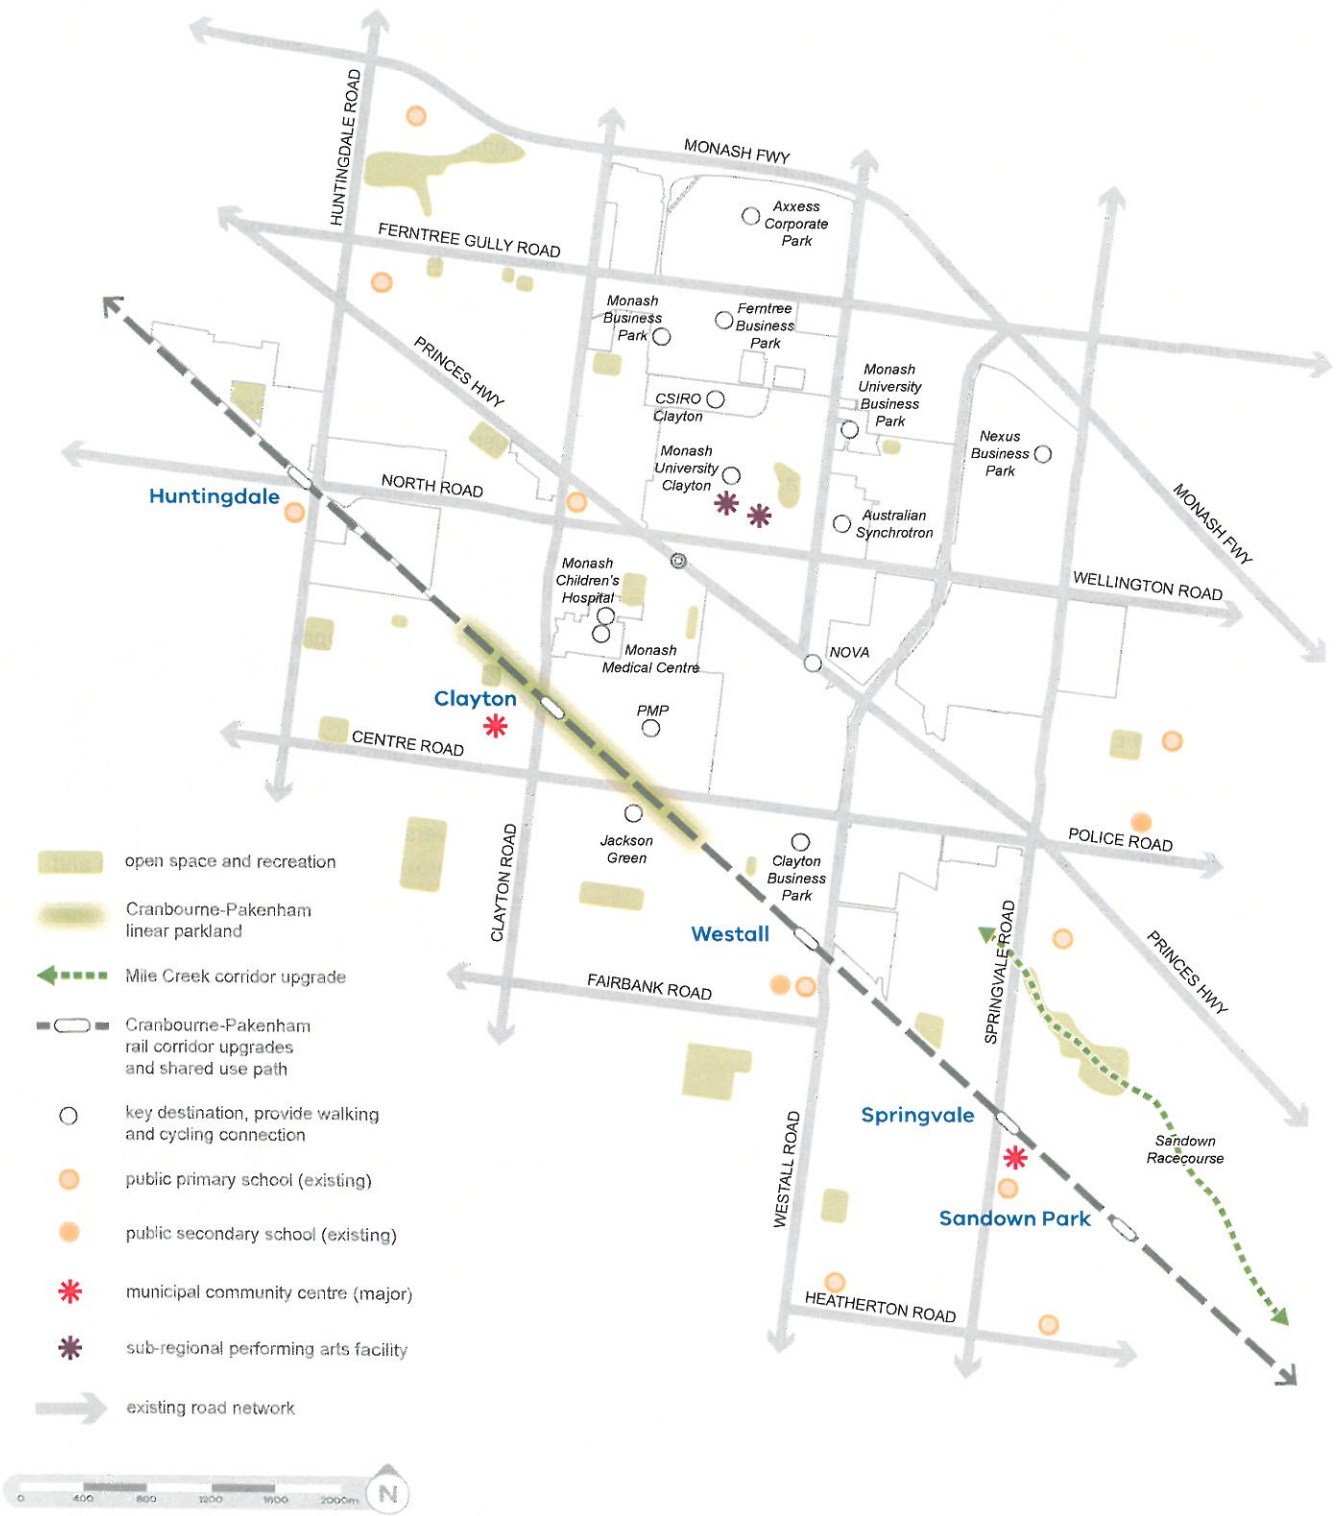 HUNTINGDALE ROAD
MONASH FWY
Axxess
Corporate
Park
FERNTREE GULLY ROAD
Monash
Business
Park
Ferntree
Business
Park
PRINCES HWY
Monash
University
Business
Park
CSIRO
Clayton
Nexus
Business
Park
Monash
University
Clayton
NORTH ROAD
Huntingdale
MONASH FWY
Australian
Synchrotron
Monash
Children's
Hospital
WELLINGTON ROAD
Monash
Medical Centre
NOVA
Clayton
PMP
CENTRE ROAD
Jackson
Green
CLAYTON ROAD
Clayton
Business
Park
POLICE ROAD
Westall
SPRINGVALE ROAD
PRINCES HWY
FAIRBANK ROAD
Springvale
Sandown
Racecourse
WESTALL ROAD
Sandown Park
HEATHERTON ROAD
open space and recreation
Cranbourne-Pakenham
linear parkland
Mile Creek corridor upgrade
Cranbourne-Pakenham
rail corridor upgrades
and shared use path
key destination, provide walking
and cycling connection
public primary school (existing)
public secondary school (existing)
municipal community centre (major)
sub-regional performing arts facility
existing road network
0 400 800 1200 1600 2000m
N